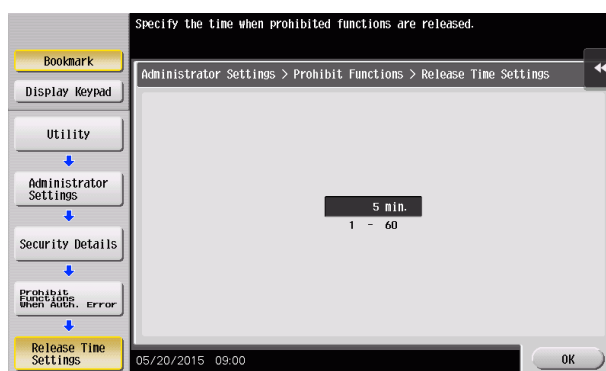 Specify the time when prohibited functions are released.
Bookmark
Display Keypad
Administrator Settings > Prohibit Functions > Release Time Settings
Utility
Administrator
Settings
Security Details
Prohibit
Functions
When Auth. Error
Release Time
Settings
5 min.
1 - 60
05/20/2015 09:00
OK